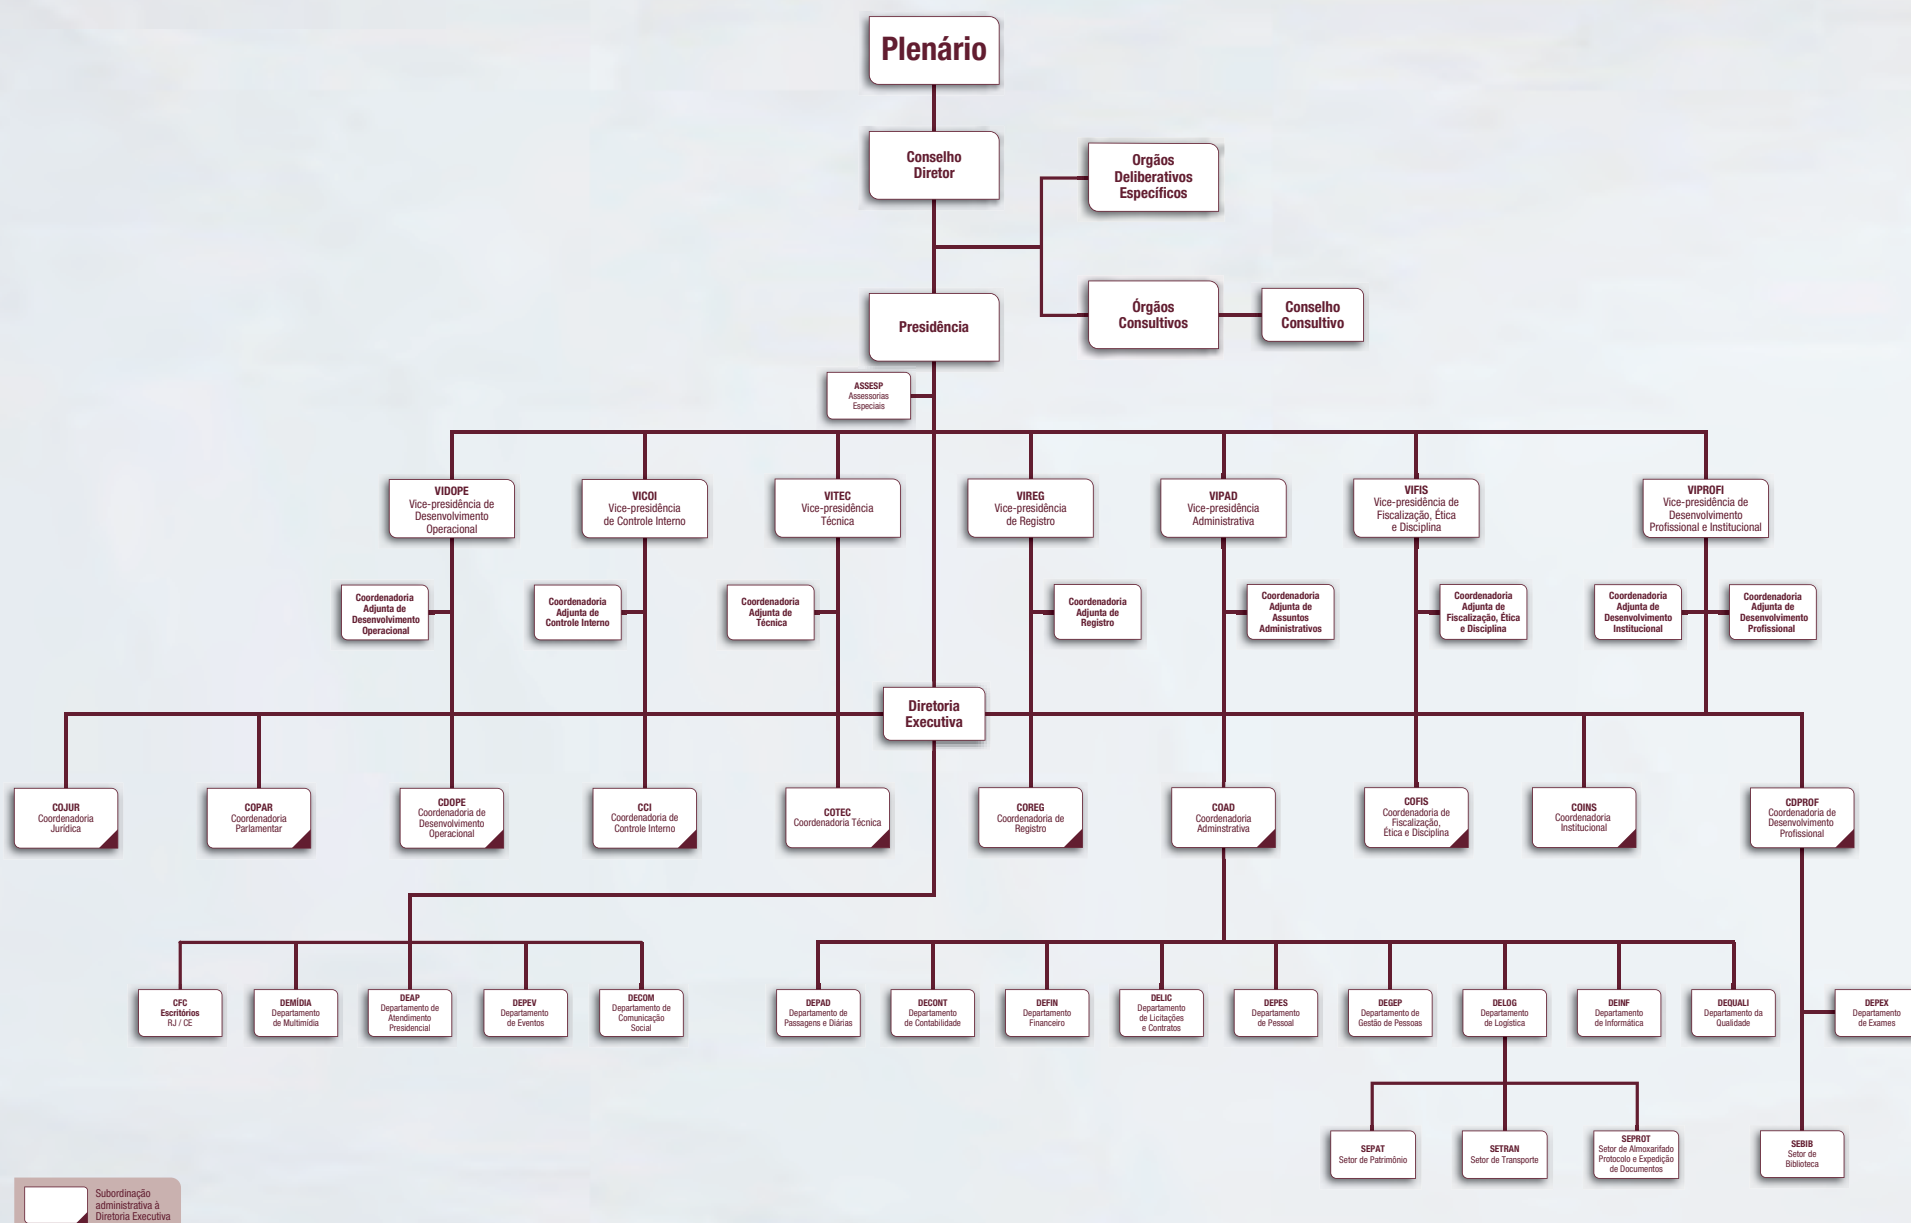 Plenário
Conselho
Diretor
Orgãos
Deliberativos
Específicos
Presidência
Órgãos
Consultivos
Conselho
Consultivo
ASSESP
Assessorias
Especiais
VIDOPE
Vice-presidência de
Desenvolvimento
Operacional
VICOI
Vice-presidência
de Controle Interno
VITEC
Vice-presidência
Técnica
VIREG
Vice-presidência
de Registro
VIPAD
Vice-presidência
Administrativa
VIFIS
Vice-presidência de
Fiscalização, Ética
e Disciplina
VIPROFI
Vice-presidência de
Desenvolvimento
Profissional e Institucional
Coordenadoria
Adjunta de
Desenvolvimento
Operacional
Coordenadoria
Adjunta de
Controle Interno
Coordenadoria
Adjunta de
Técnica
Coordenadoria
Adjunta de
Registro
Coordenadoria
Adjunta de
Assuntos
Administrativos
Coordenadoria
Adjunta de
Fiscalização, Ética
e Disciplina
Coordenadoria
Adjunta de
Desenvolvimento
Institucional
Coordenadoria
Adjunta de
Desenvolvimento
Profissional
Diretoria
Executiva
COJUR
Coordenadoria
Jurídica
COPAR
Coordenadoria
Parlamentar
CDOPE
Coordenadoria de
Desenvolvimento
Operacional
CCI
Coordenadoria de
Controle Interno
COTEC
Coordenadoria Técnica
COREG
Coordenadoria de
Registro
COAD
Coordenadoria
Adminstrativa
COFIS
Coordenadoria de
Fiscalização,
Ética e Disciplina
COINS
Coordenadoria
Institucional
CDPROF
Coordenadoria de
Desenvolvimento
Profissional
CFC
Escritórios
RJ / CE
DEMÍDIA
Departamento
de Multimídia
DEAP
Departamento de
Atendimento
Presidencial
DEPEV
Departamento
de Eventos
DECOM
Departamento de
Comunicação
Social
DEPAD
Departamento de
Passagens e Diárias
DECONT
Departamento
de Contabilidade
DEFIN
Departamento
Financeiro
DELIC
Departamento
de Licitações
e Contratos
DEPES
Departamento
de Pessoal
DEGEP
Departamento de
Gestão de Pessoas
DELOG
Departamento
de Logística
DEINF
Departamento
de Informática
DEQUALI
Departamento da
Qualidade
DEPEX
Departamento
de Exames
SEPAT
Setor de Patrimônio
SETRAN
Setor de Transporte
SEPROT
Setor de Almoxarifado
Protocolo e Expedição
de Documentos
SEBIB
Setor de
Biblioteca
Subordinação
administrativa à
Diretoria Executiva